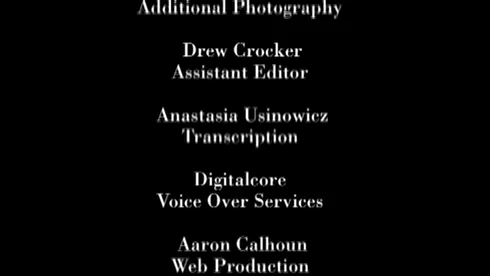 Additional Photography
Drew Crocker
Assistant Editor
Anastasia Usinowicz
Transcription
Digitalcore
Voice Over Services
Aaron Calhoun
Web Production